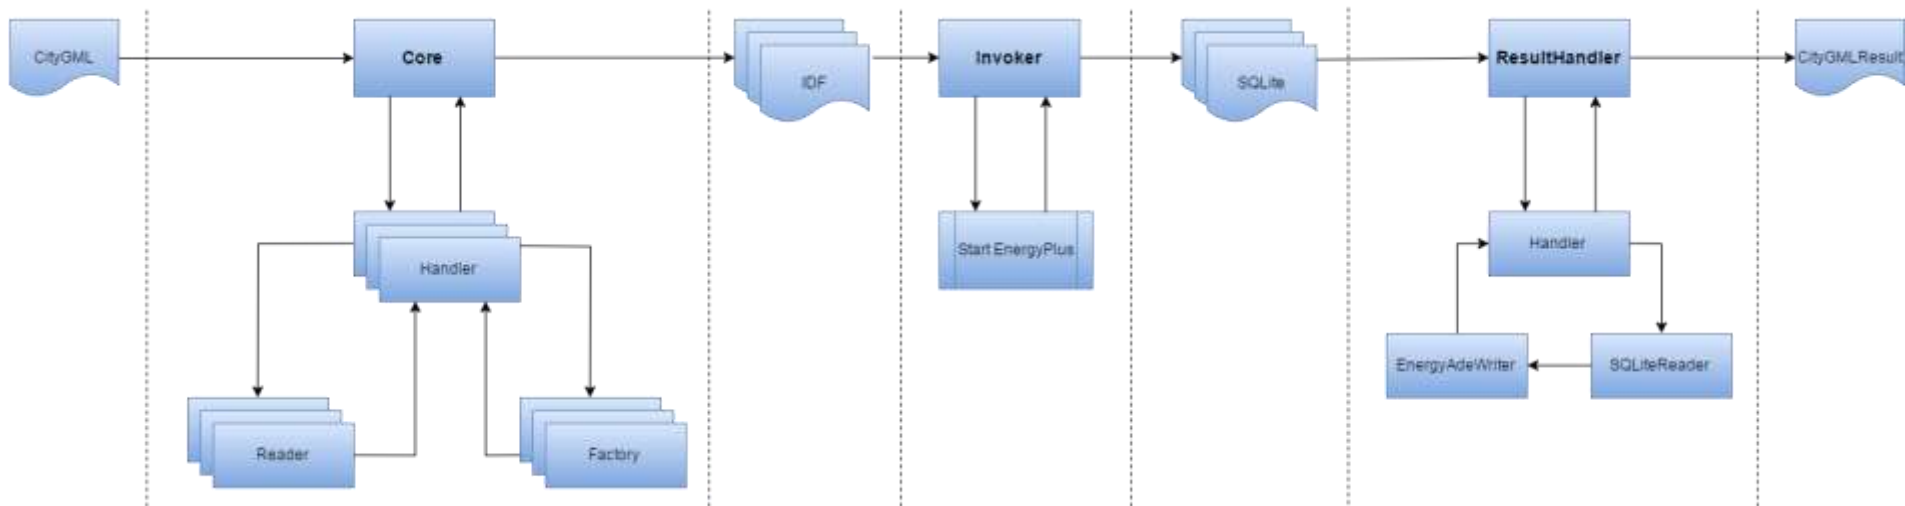 CityGML
Core
IDF
Invoker
SQLite
ResultHandler
CityGMLResult
Handler
Start EnergyPlus
Handler
EnergyAdeWriter
SQLiteReader
Reader
Factory